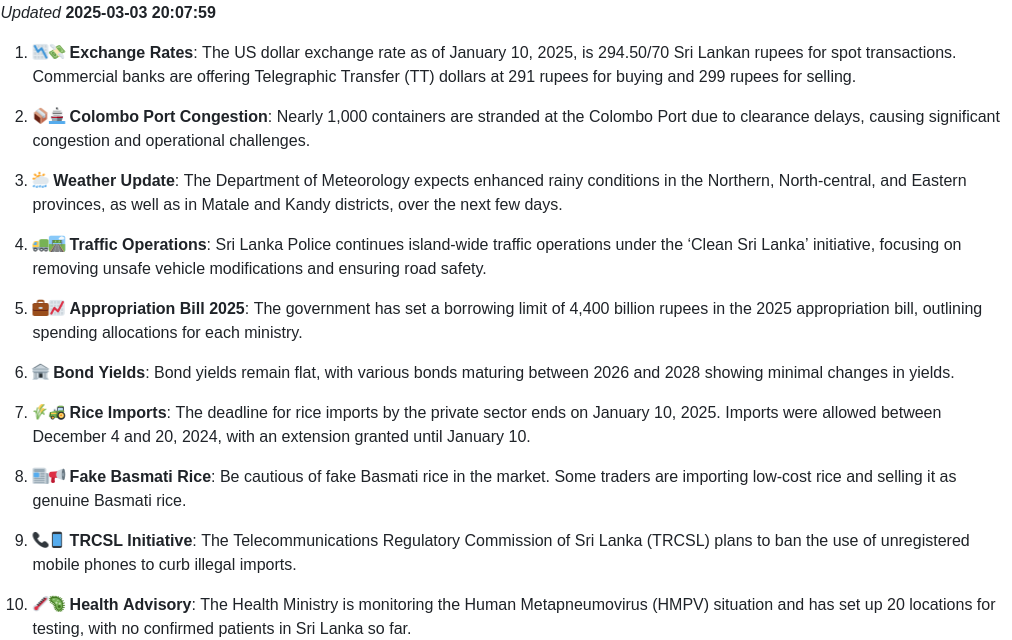 Updated 2025-03-03 20:07:59
1. 📉💸 Exchange Rates: The US dollar exchange rate as of January 10, 2025, is 294.50/70 Sri Lankan rupees for spot transactions.
Commercial banks are offering Telegraphic Transfer (TT) dollars at 291 rupees for buying and 299 rupees for selling.
2. 📦🚢 Colombo Port Congestion: Nearly 1,000 containers are stranded at the Colombo Port due to clearance delays, causing significant
congestion and operational challenges.
3. 🌦️ Weather Update: The Department of Meteorology expects enhanced rainy conditions in the Northern, North-central, and Eastern
provinces, as well as in Matale and Kandy districts, over the next few days.
4. 🚛🛣️ Traffic Operations: Sri Lanka Police continues island-wide traffic operations under the ‘Clean Sri Lanka’ initiative, focusing on
removing unsafe vehicle modifications and ensuring road safety.
5. 💼📈 Appropriation Bill 2025: The government has set a borrowing limit of 4,400 billion rupees in the 2025 appropriation bill, outlining
spending allocations for each ministry.
6. 🏛️ Bond Yields: Bond yields remain flat, with various bonds maturing between 2026 and 2028 showing minimal changes in yields.
7. 🌾🚜 Rice Imports: The deadline for rice imports by the private sector ends on January 10, 2025. Imports were allowed between
December 4 and 20, 2024, with an extension granted until January 10.
8. 📰📢 Fake Basmati Rice: Be cautious of fake Basmati rice in the market. Some traders are importing low-cost rice and selling it as
genuine Basmati rice.
9. 📞📱 TRCSL Initiative: The Telecommunications Regulatory Commission of Sri Lanka (TRCSL) plans to ban the use of unregistered
mobile phones to curb illegal imports.
10. 🧪🦠 Health Advisory: The Health Ministry is monitoring the Human Metapneumovirus (HMPV) situation and has set up 20 locations for
testing, with no confirmed patients in Sri Lanka so far.